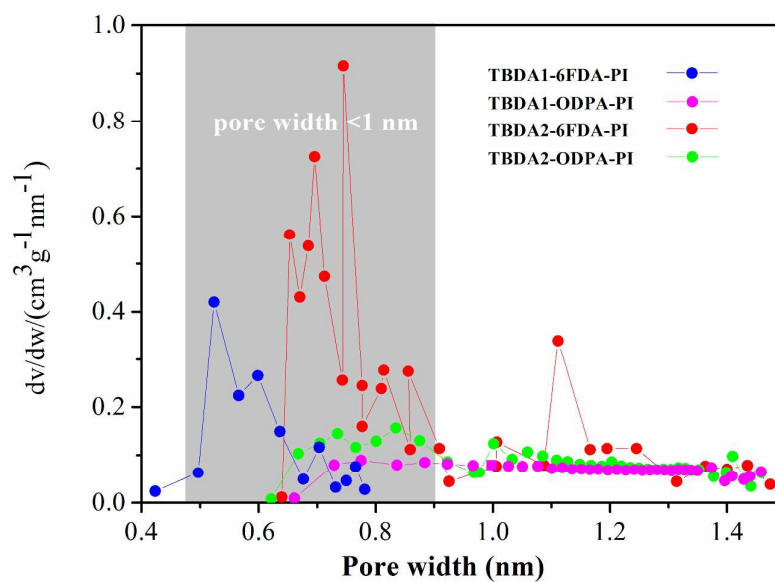 1.0
0.8
0.6
0.4
0.2
0.0
dv/dw/(cm³g⁻¹nm⁻¹)
pore width <1 nm
TBDA1-6FDA-PI
TBDA1-ODPA-PI
TBDA2-6FDA-PI
TBDA2-ODPA-PI
0.4 0.6 0.8 1.0 1.2 1.4
Pore width (nm)